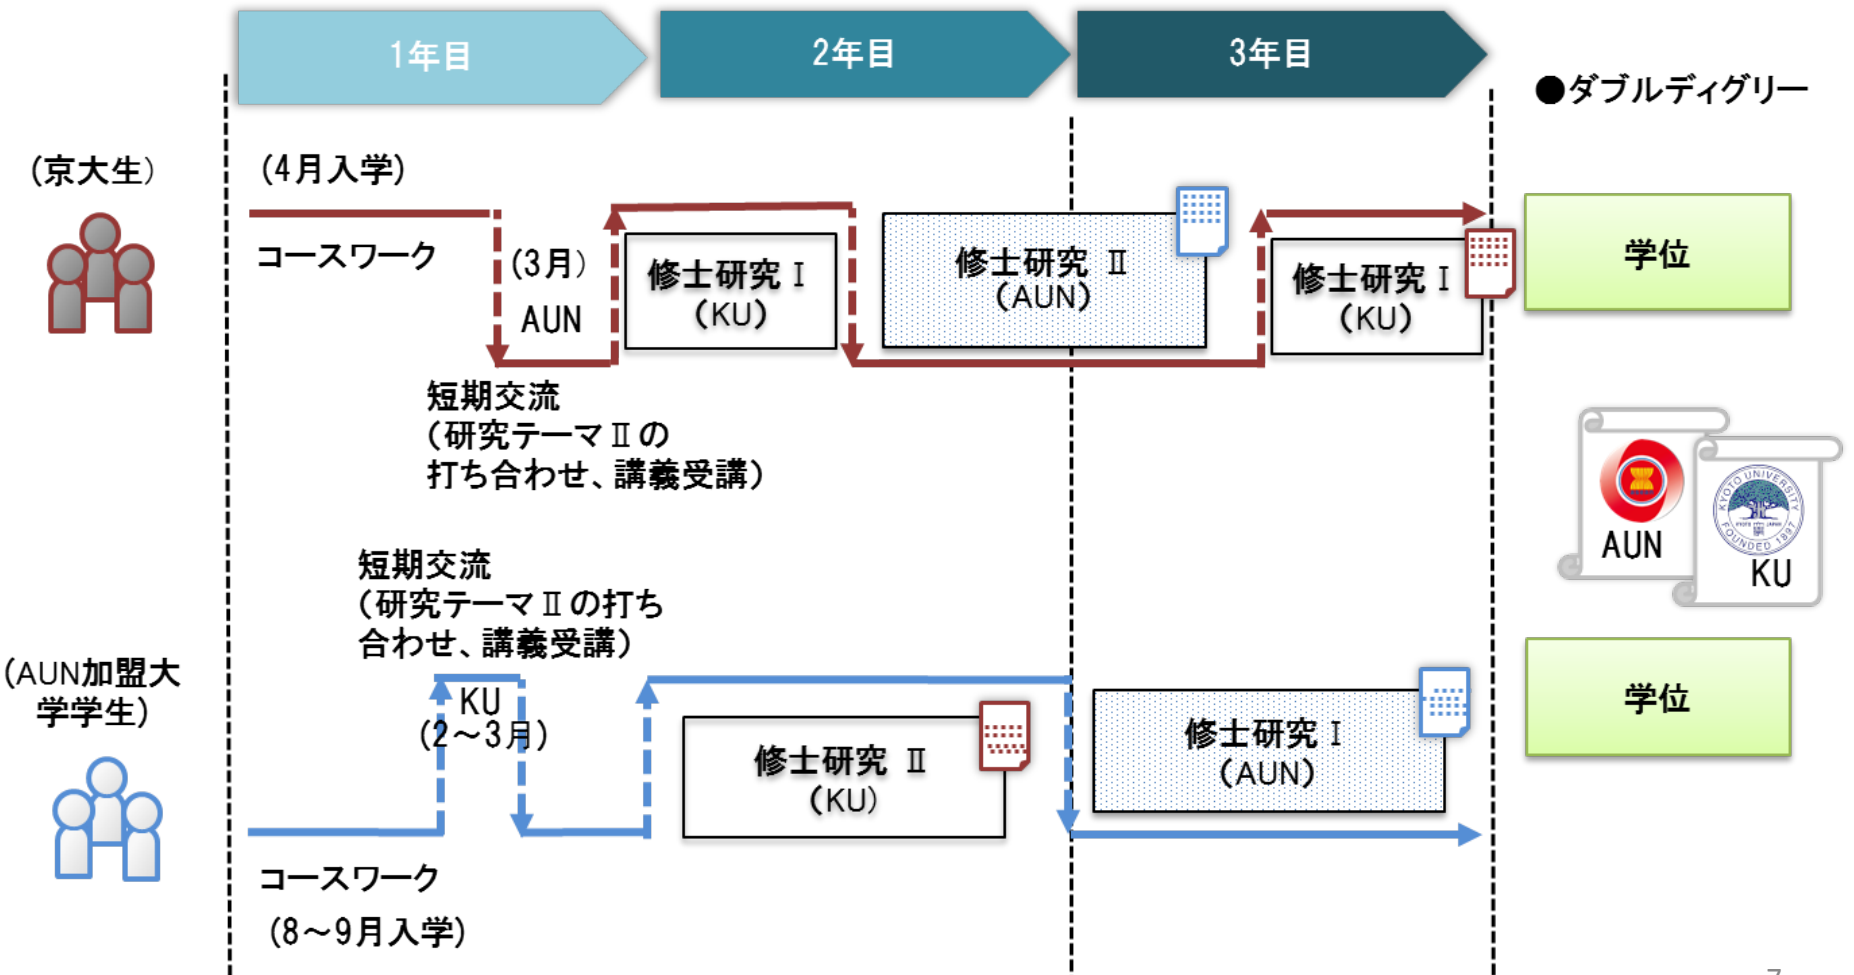 1年目
2年目
3年目
●ダブルディグリー
(京大生)
(4月入学)
コースワーク
(3月)
AUN
修士研究 Ⅰ
(KU)
修士研究 Ⅱ
(AUN)
修士研究 Ⅰ
(KU)
学位
短期交流
(研究テーマⅡの
打ち合わせ、講義受講)
AUN
KYOTO UNIVERSITY
FOUNDED 1897
KYOTO JAPAN
KU
短期交流
(研究テーマⅡの打ち
合わせ、講義受講)
(AUN加盟大
学学生)
KU
(2～3月)
修士研究 Ⅱ
(KU)
修士研究 Ⅰ
(AUN)
学位
コースワーク
(8～9月入学)